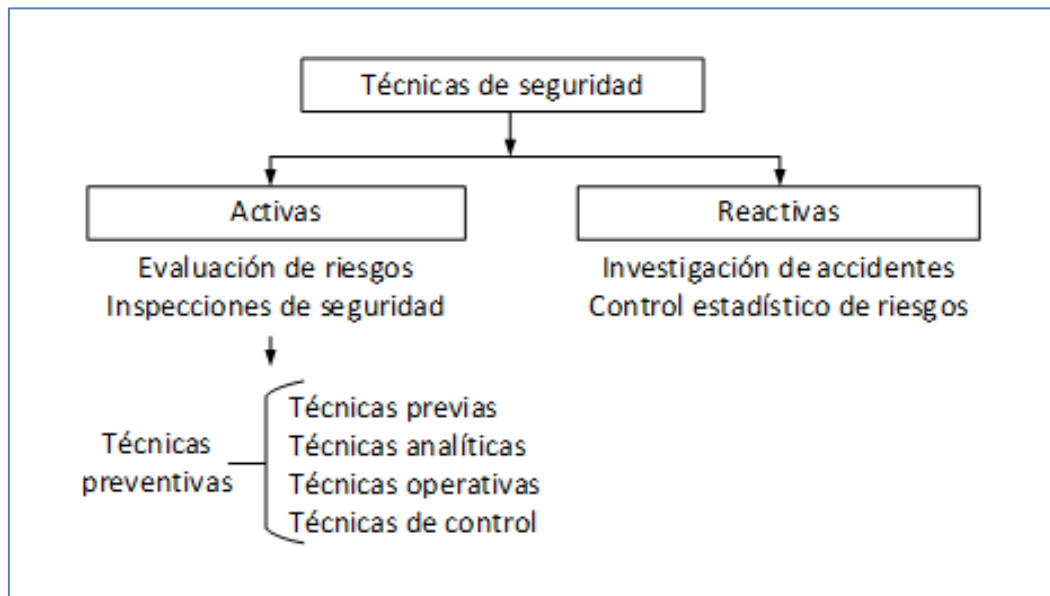 Técnicas de seguridad
Activas
Reactivas
Evaluación de riesgos
Inspecciones de seguridad
Investigación de accidentes
Control estadístico de riesgos
Técnicas
preventivas
Técnicas previas
Técnicas analíticas
Técnicas operativas
Técnicas de control